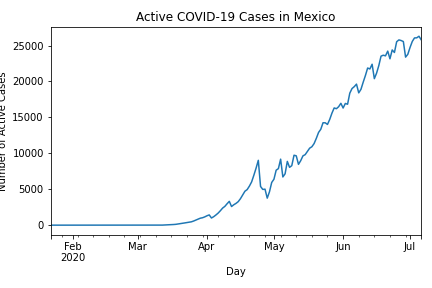 Active COVID-19 Cases in Mexico
Number of Active Cases
25000
20000
15000
10000
5000
0
Feb Mar Apr May Jun Jul
2020
Day